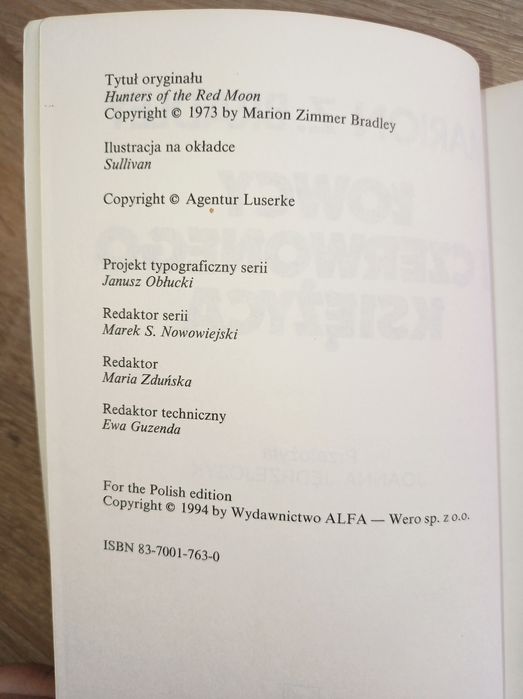 Tytuł oryginału
Hunters of the Red Moon
Copyright © 1973 by Marion Zimmer Bradley
Ilustracja na okładce
Sullivan
Copyright © Agentur Luserke
Projekt typograficzny serii
Janusz Obłucki
Redaktor serii
Marek S. Nowowiejski
Redaktor
Maria Zduńska
Redaktor techniczny
Ewa Guzenda
For the Polish edition
Copyright © 1994 by Wydawnictwo ALFA — Wero sp. z o.o.
ISBN 83-7001-763-0